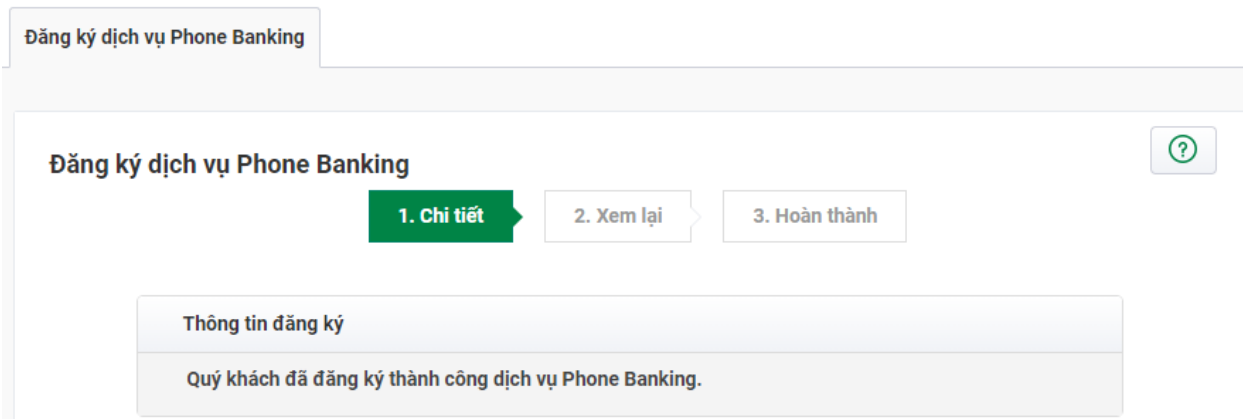 Đăng ký dịch vụ Phone Banking
Đăng ký dịch vụ Phone Banking
?
1. Chi tiết
2. Xem lại
3. Hoàn thành
Thông tin đăng ký
Quý khách đã đăng ký thành công dịch vụ Phone Banking.